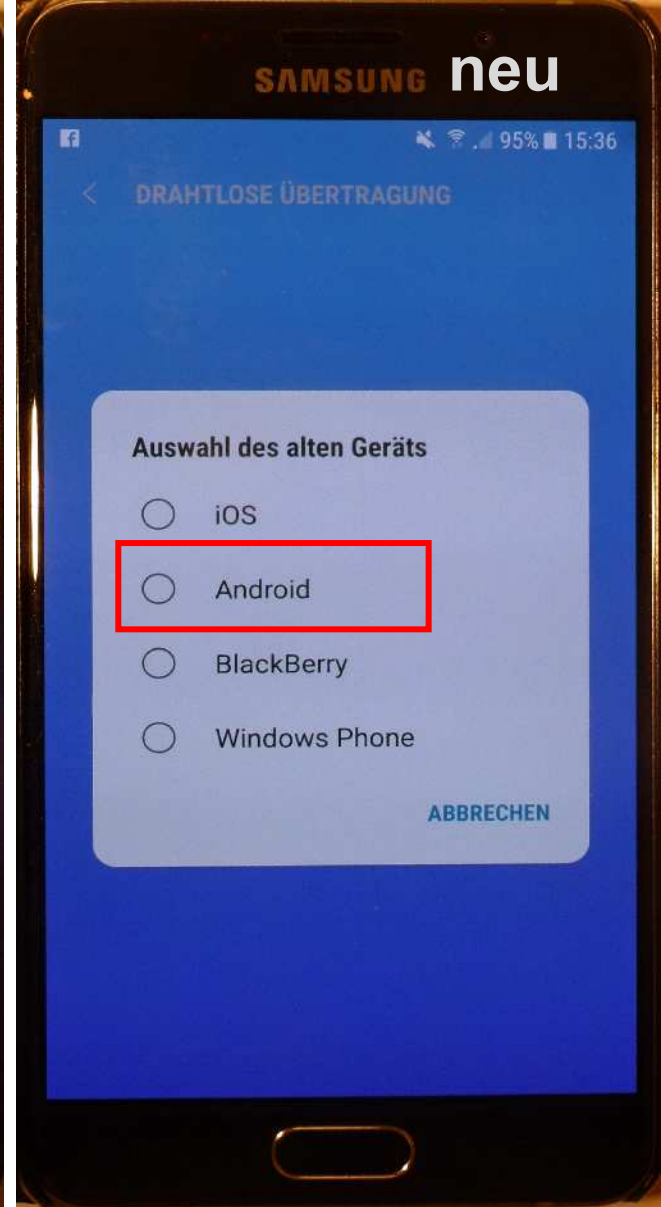 SAMSUNG neu
95% 15:36
DRAHTLOSE ÜBERTRAGUNG
Auswahl des alten Geräts
iOS
Android
BlackBerry
Windows Phone
ABBRECHEN